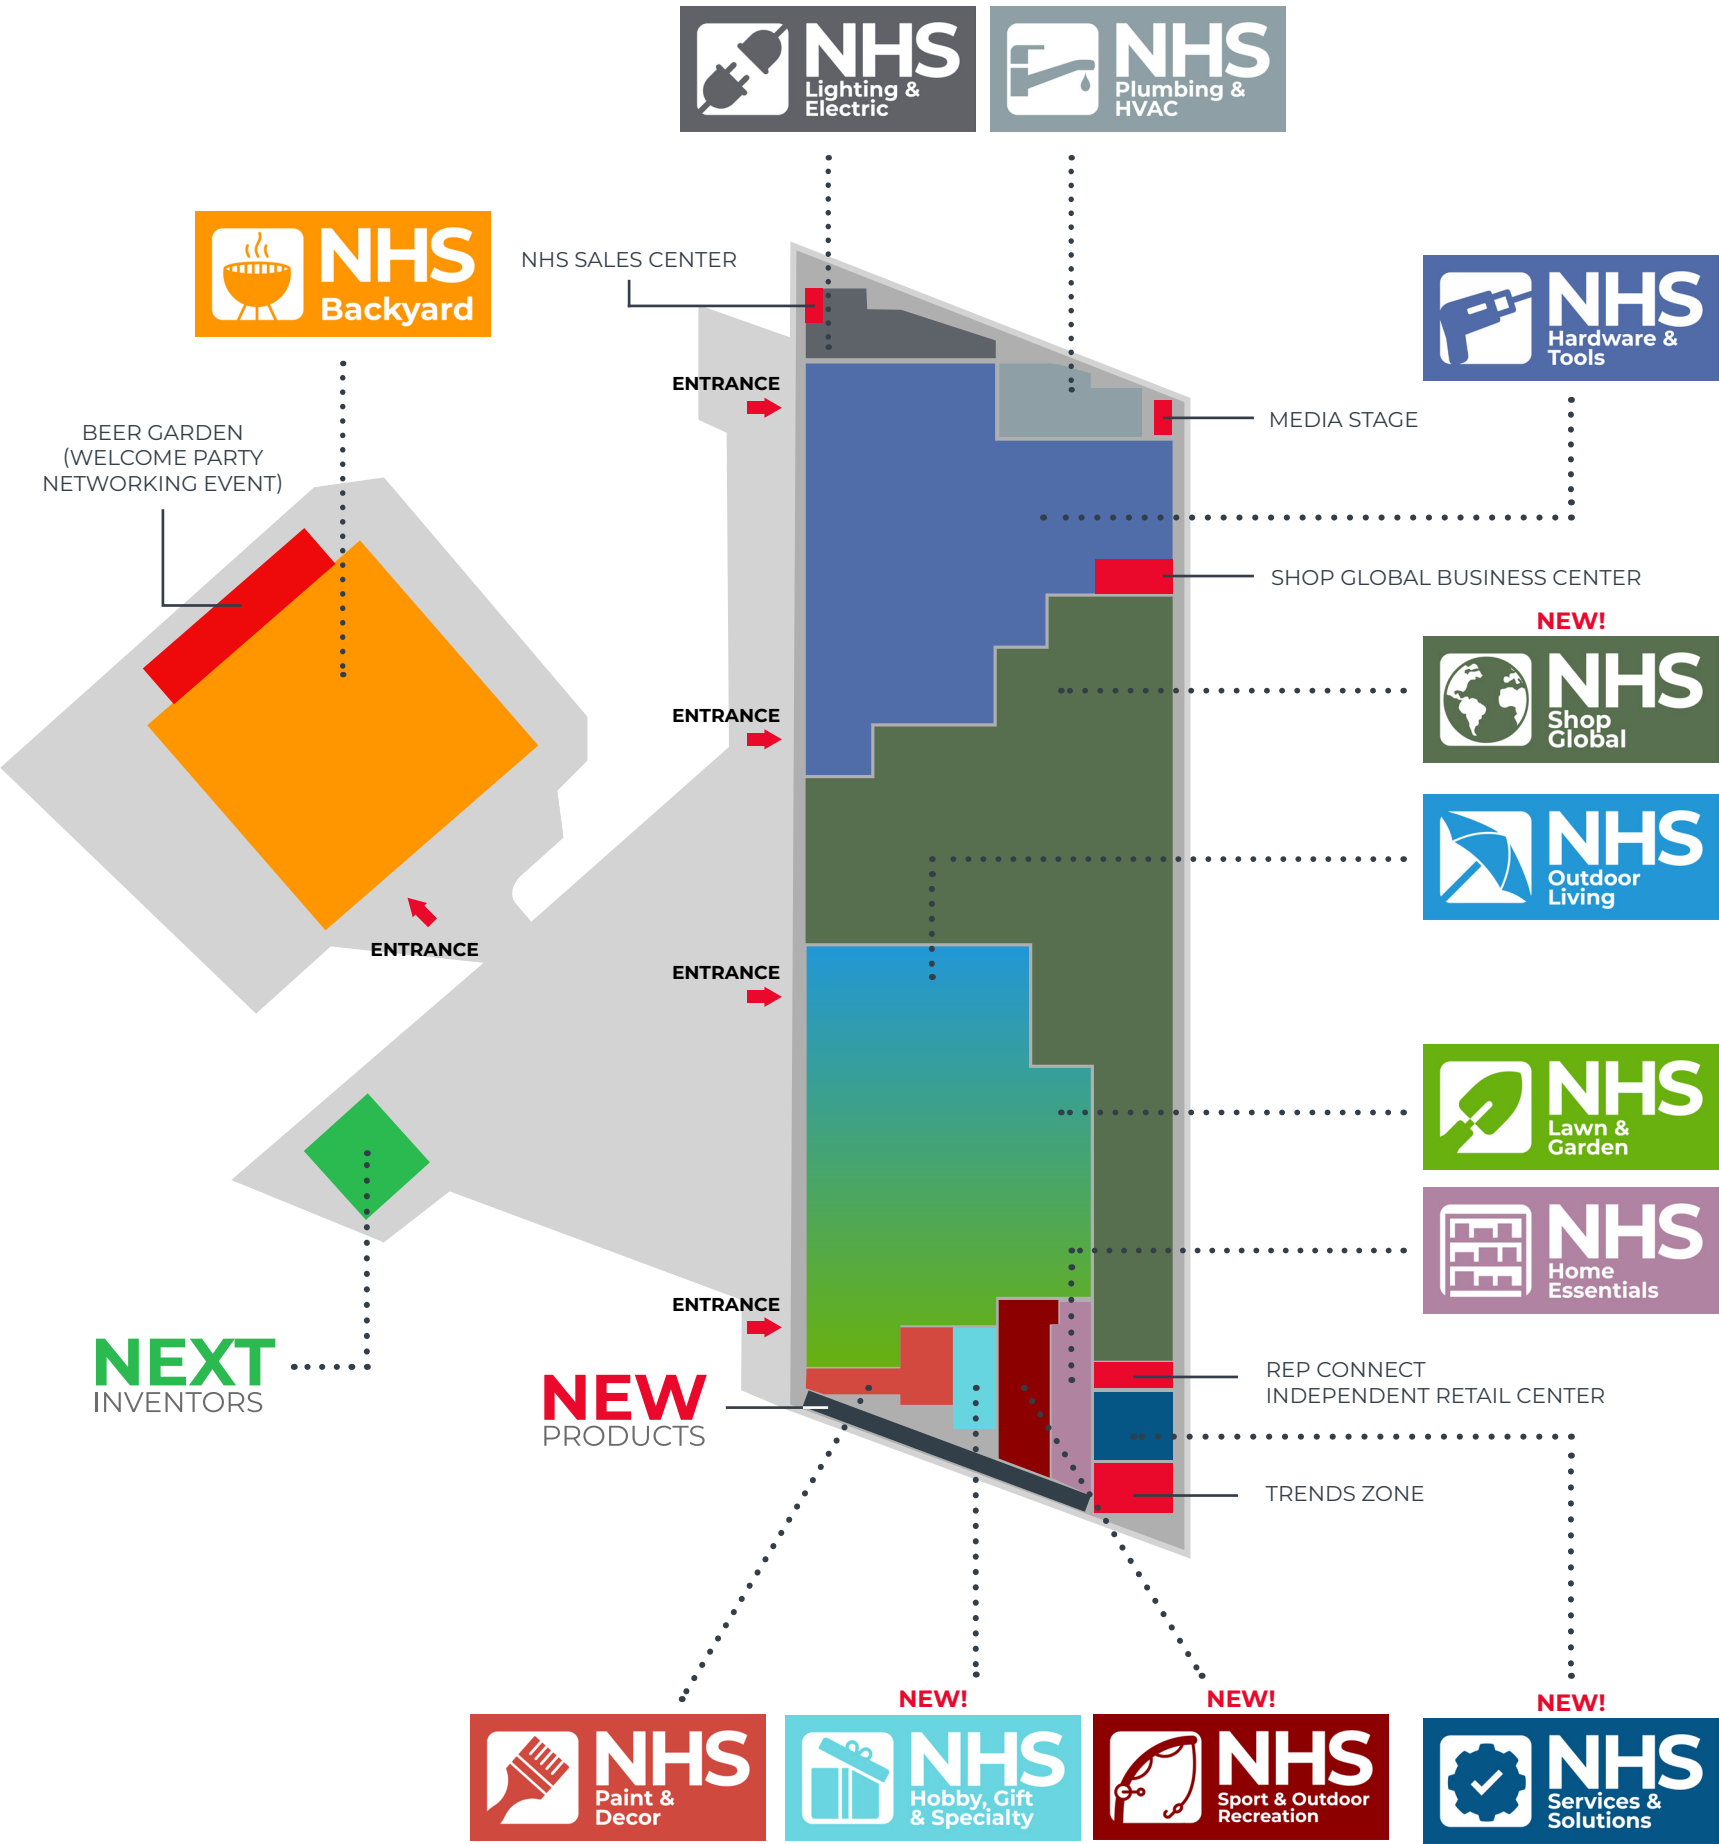 NHS
Lighting &
Electric
NHS
Plumbing &
HVAC
NHS
Backyard
NHS SALES CENTER
NHS
Hardware &
Tools
ENTRANCE
MEDIA STAGE
BEER GARDEN
(WELCOME PARTY
NETWORKING EVENT)
SHOP GLOBAL BUSINESS CENTER
NEW!
NHS
Shop
Global
ENTRANCE
NHS
Outdoor
Living
ENTRANCE
ENTRANCE
NHS
Lawn &
Garden
NHS
Home
Essentials
ENTRANCE
NEXT
INVENTORS
NEW
PRODUCTS
REP CONNECT
INDEPENDENT RETAIL CENTER
TRENDS ZONE
NHS
Paint &
Decor
NEW!
NHS
Hobby, Gift
& Specialty
NEW!
NHS
Sport & Outdoor
Recreation
NEW!
NHS
Services &
Solutions